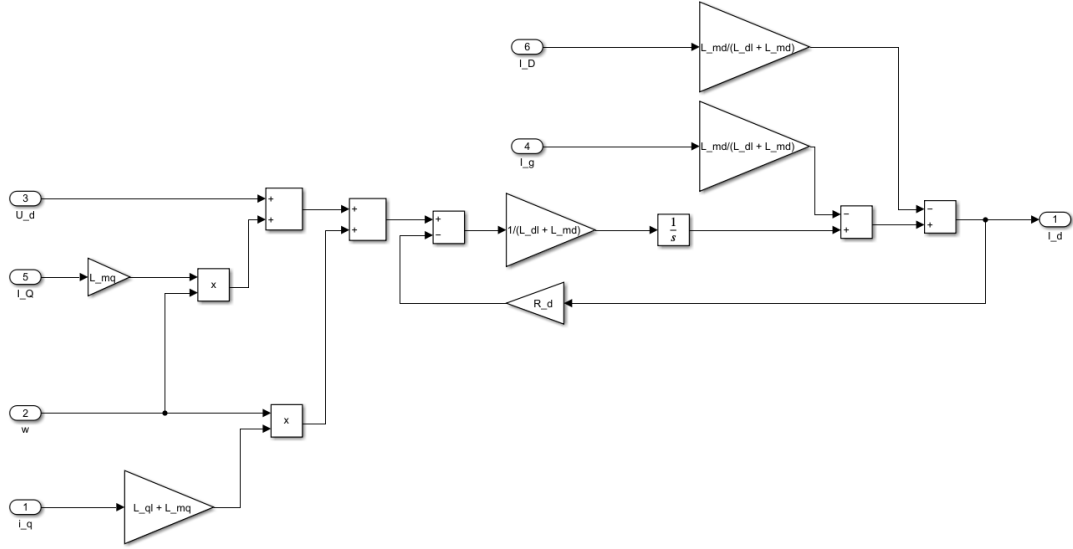 6
I_D
L_md/(L_dl + L_md)
4
I_g
L_md/(L_dl + L_md)
3
U_d
+
+
+
+
+
−
1/(L_dl + L_md)
1
s
−
+
−
+
1
I_d
5
I_Q
L_mq
x
R_d
2
w
x
1
i_q
L_ql + L_mq